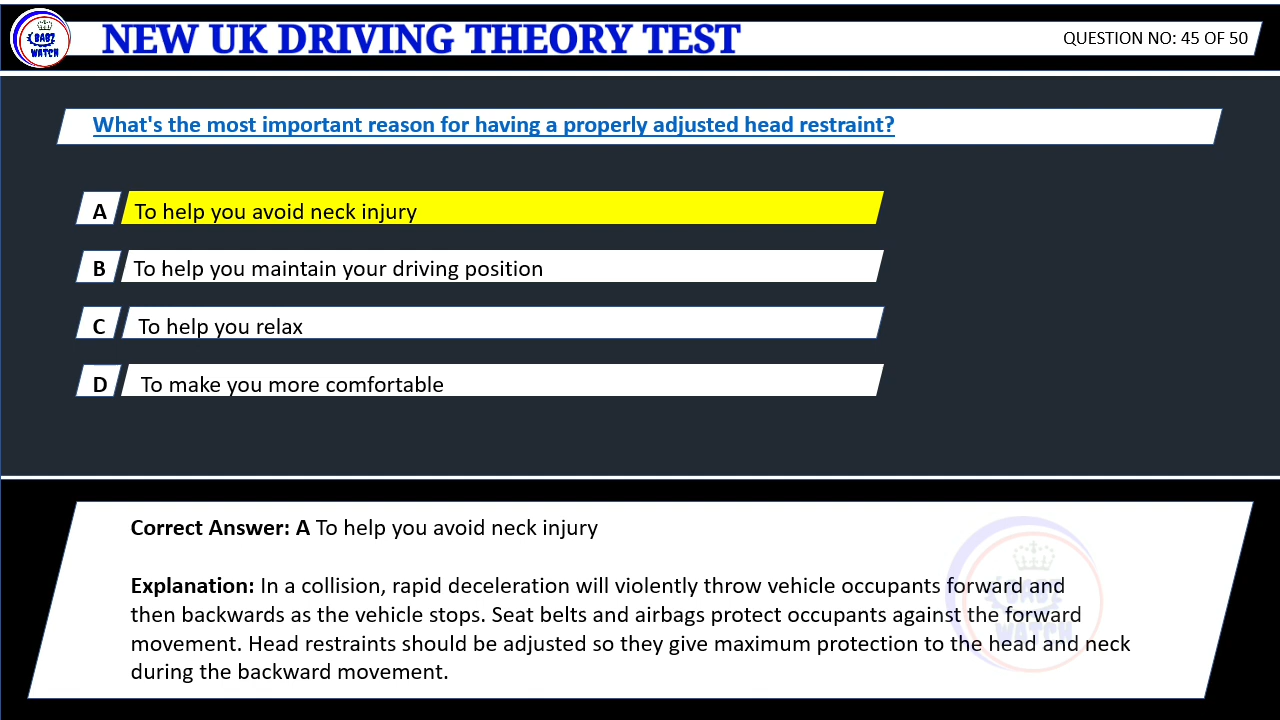 BABZ
WATCH
NEW UK DRIVING THEORY TEST
QUESTION NO: 45 OF 50
What's the most important reason for having a properly adjusted head restraint?
A To help you avoid neck injury
B To help you maintain your driving position
C To help you relax
D To make you more comfortable
Correct Answer: A To help you avoid neck injury
Explanation: In a collision, rapid deceleration will violently throw vehicle occupants forward and
then backwards as the vehicle stops. Seat belts and airbags protect occupants against the forward
movement. Head restraints should be adjusted so they give maximum protection to the head and neck
during the backward movement.
BABZ
WATCH